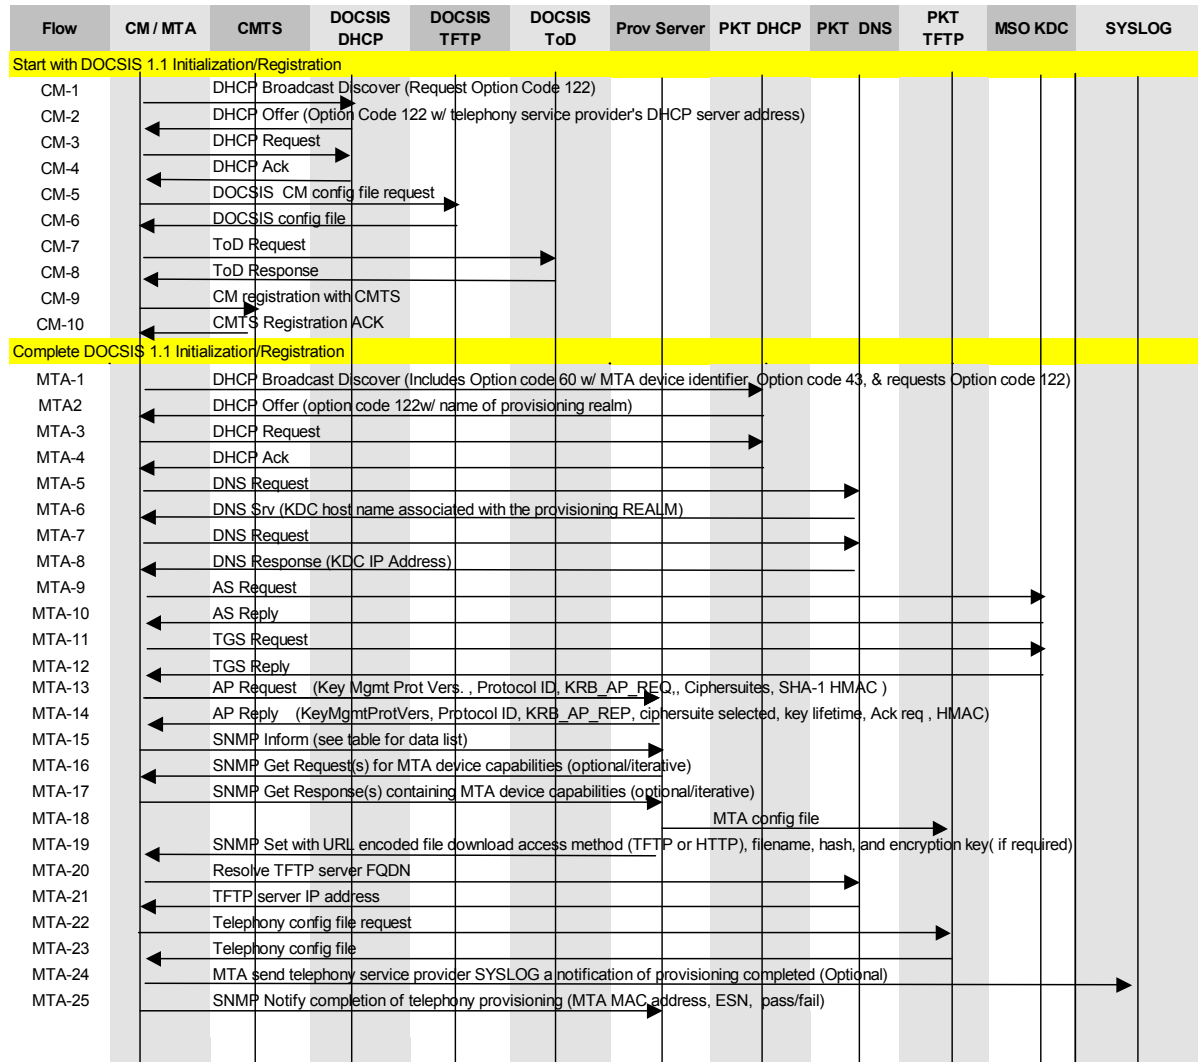 Flow CM / MTA CMTS DOCSIS DHCP DOCSIS TFTP DOCSIS ToD Prov Server PKT DHCP PKT DNS PKT TFTP MSO KDC SYSLOG
Start with DOCSIS 1.1 Initialization/Registration
CM-1 DHCP Broadcast Discover (Request Option Code 122)
CM-2 DHCP Offer (Option Code 122 w/ telephony service provider's DHCP server address)
CM-3 DHCP Request
CM-4 DHCP Ack
CM-5 DOCSIS CM config file request
CM-6 DOCSIS config file
CM-7 ToD Request
CM-8 ToD Response
CM-9 CM registration with CMTS
CM-10 CMTS Registration ACK
Complete DOCSIS 1.1 Initialization/Registration
MTA-1 DHCP Broadcast Discover (Includes Option code 60 w/ MTA device identifier, Option code 43, & requests Option code 122)
MTA2 DHCP Offer (option code 122w/ name of provisioning realm)
MTA-3 DHCP Request
MTA-4 DHCP Ack
MTA-5 DNS Request
MTA-6 DNS Srv (KDC host name associated with the provisioning REALM)
MTA-7 DNS Request
MTA-8 DNS Response (KDC IP Address)
MTA-9 AS Request
MTA-10 AS Reply
MTA-11 TGS Request
MTA-12 TGS Reply
MTA-13 AP Request (Key Mgmt Prot Vers. , Protocol ID, KRB_AP_REQ,, Ciphersuites, SHA-1 HMAC )
MTA-14 AP Reply (KeyMgmtProtVers, Protocol ID, KRB_AP_REP, ciphersuite selected, key lifetime, Ack req , HMAC)
MTA-15 SNMP Inform (see table for data list)
MTA-16 SNMP Get Request(s) for MTA device capabilities (optional/iterative)
MTA-17 SNMP Get Response(s) containing MTA device capabilities (optional/iterative)
MTA-18 MTA config file
MTA-19 SNMP Set with URL encoded file download access method (TFTP or HTTP), filename, hash, and encryption key( if required)
MTA-20 Resolve TFTP server FQDN
MTA-21 TFTP server IP address
MTA-22 Telephony config file request
MTA-23 Telephony config file
MTA-24 MTA send telephony service provider SYSLOG a notification of provisioning completed (Optional)
MTA-25 SNMP Notify completion of telephony provisioning (MTA MAC address, ESN, pass/fail)